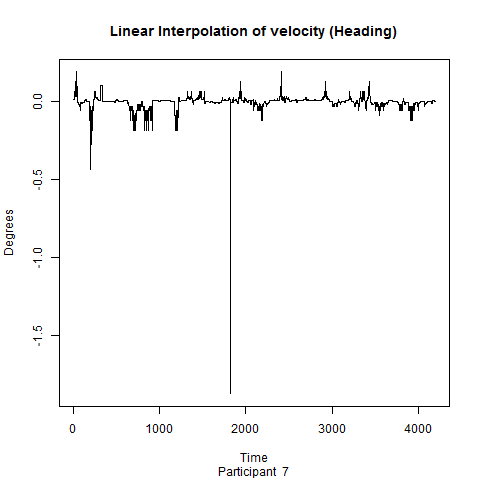 Linear Interpolation of velocity (Heading)
Degrees
0.0
-0.5
-1.0
-1.5
0 1000 2000 3000 4000
Time
Participant 7